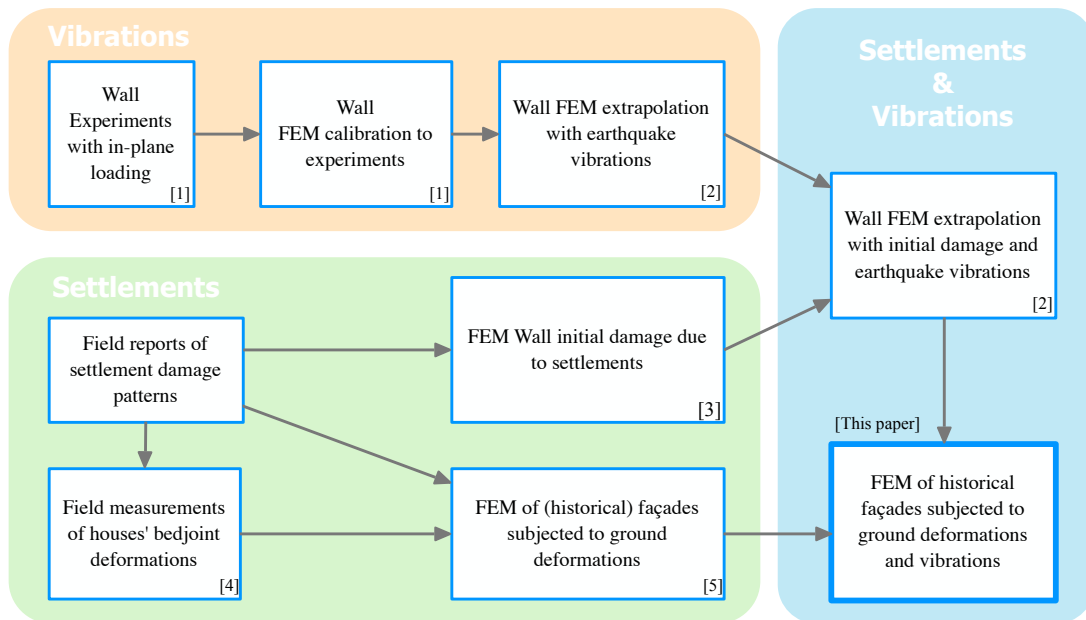 Vibrations
Wall
Experiments
with in-plane
loading
[1]
Wall
FEM calibration to
experiments
[1]
Wall FEM extrapolation
with earthquake
vibrations
[2]
Settlements
&
Vibrations
Wall FEM extrapolation
with initial damage and
earthquake vibrations
[2]
Settlements
Field reports of
settlement damage
patterns
FEM Wall initial damage due
to settlements
[3]
Field measurements
of houses' bedjoint
deformations
[4]
FEM of (historical) façades
subjected to ground
deformations
[5]
[This paper]
FEM of historical
façades subjected to
ground deformations
and vibrations